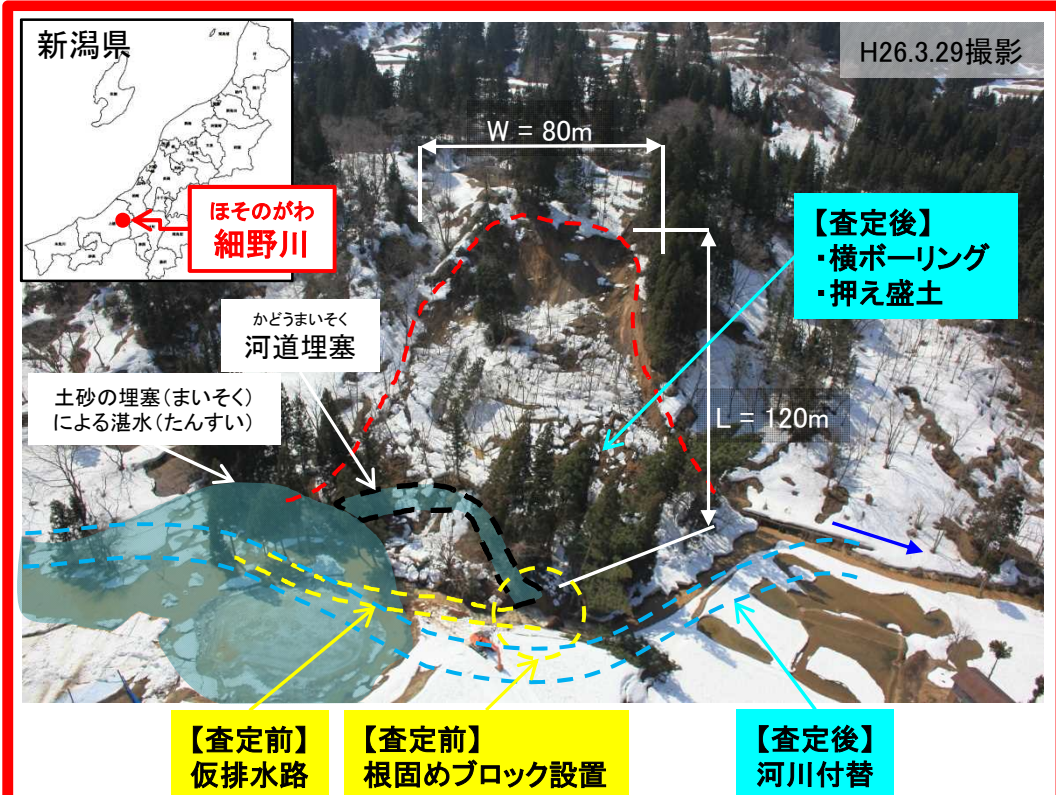 新潟県
H26.3.29撮影
W = 80m
ほそのがわ
細野川
【査定後】
・横ボーリング
・押え盛土
かどうまいそく
河道埋塞
土砂の埋塞(まいそく)
による湛水(たんすい)
L = 120m
【査定前】
仮排水路
【査定前】
根固めブロック設置
【査定後】
河川付替